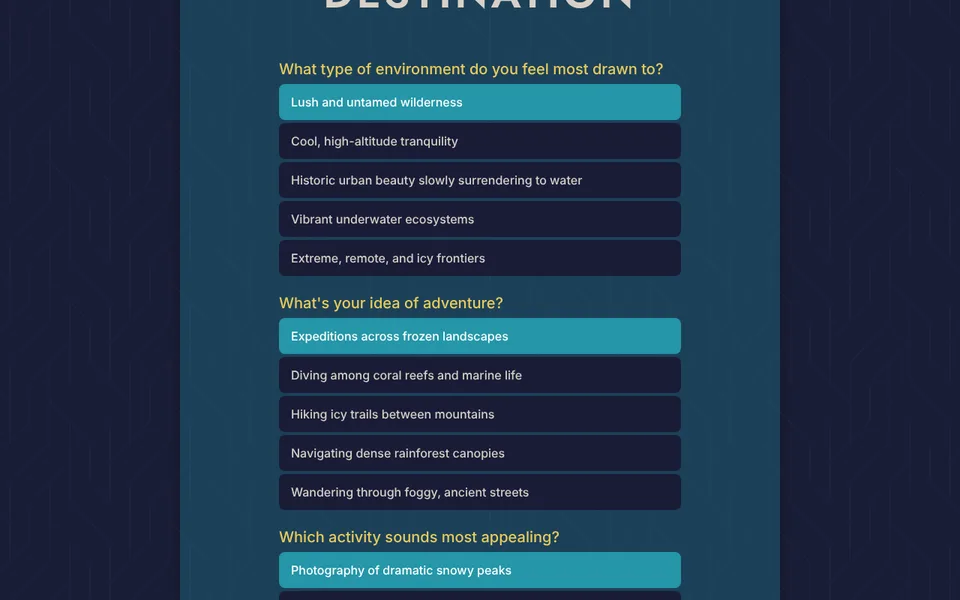 DESTINATION
What type of environment do you feel most drawn to?
Lush and untamed wilderness
Cool, high-altitude tranquility
Historic urban beauty slowly surrendering to water
Vibrant underwater ecosystems
Extreme, remote, and icy frontiers
What's your idea of adventure?
Expeditions across frozen landscapes
Diving among coral reefs and marine life
Hiking icy trails between mountains
Navigating dense rainforest canopies
Wandering through foggy, ancient streets
Which activity sounds most appealing?
Photography of dramatic snowy peaks